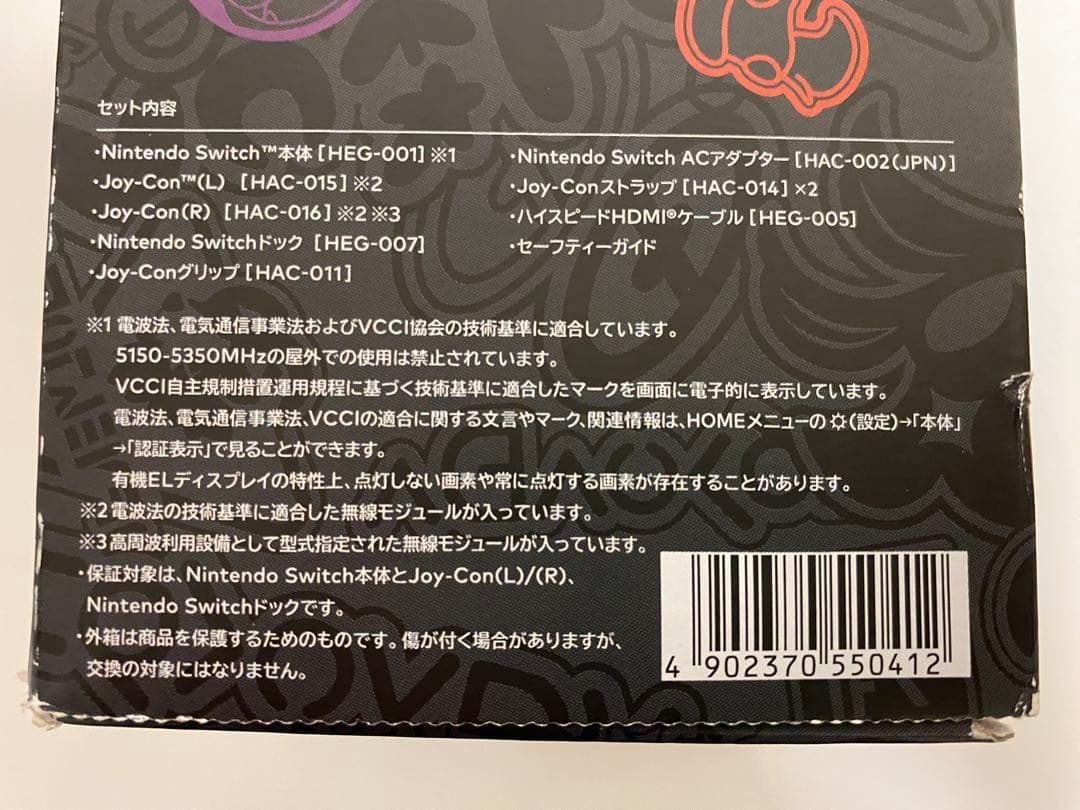 セット内容
・Nintendo Switch™本体 [HEG-001] ※1
・Joy-Con™(L) [HAC-015] ※2
・Joy-Con(R) [HAC-016] ※2 ※3
・Nintendo Switchドック [HEG-007]
・Joy-Conグリップ [HAC-011]
・Nintendo Switch ACアダプター [HAC-002(JPN)]
・Joy-Conストラップ [HAC-014] ×2
・ハイスピードHDMI®ケーブル [HEG-005]
・セーフティーガイド
※1 電波法、電気通信事業法およびVCCI協会の技術基準に適合しています。
5150-5350MHzの屋外での使用は禁止されています。
VCCI自主規制措置運用規程に基づく技術基準に適合したマークを画面に電子的に表示しています。
電波法、電気通信事業法、VCCIの適合に関する文言やマーク、関連情報は、HOMEメニューの(設定)→「本体」
→「認証表示」で見ることができます。
有機ELディスプレイの特性上、点灯しない画素や常に点灯する画素が存在することがあります。
※2 電波法の技術基準に適合した無線モジュールが入っています。
※3 高周波利用設備として型式指定された無線モジュールが入っています。
・保証対象は、Nintendo Switch本体とJoy-Con(L)/(R)、
Nintendo Switchドックです。
・外箱は商品を保護するためのものです。傷が付く場合がありますが、
交換の対象にはなりません。
4 902370 550412